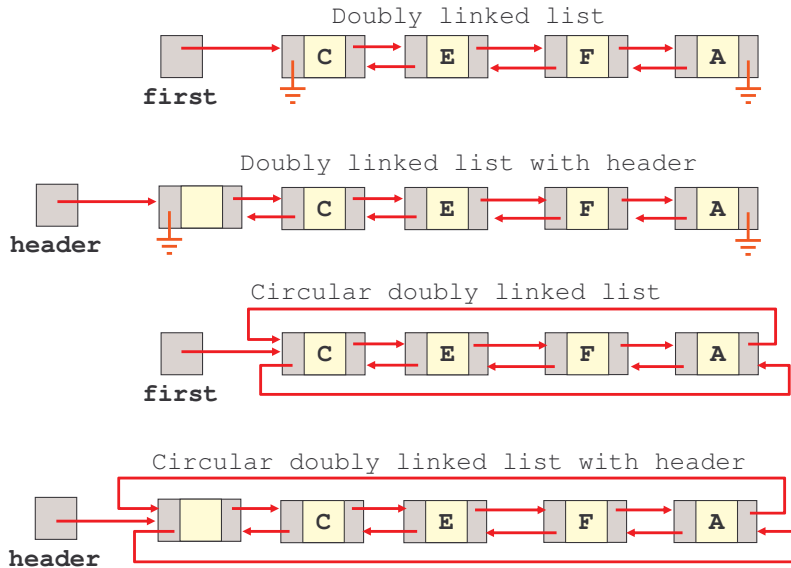 Doubly linked list
C E F A
first
Doubly linked list with header
C E F A
header
Circular doubly linked list
C E F A
first
Circular doubly linked list with header
C E F A
header